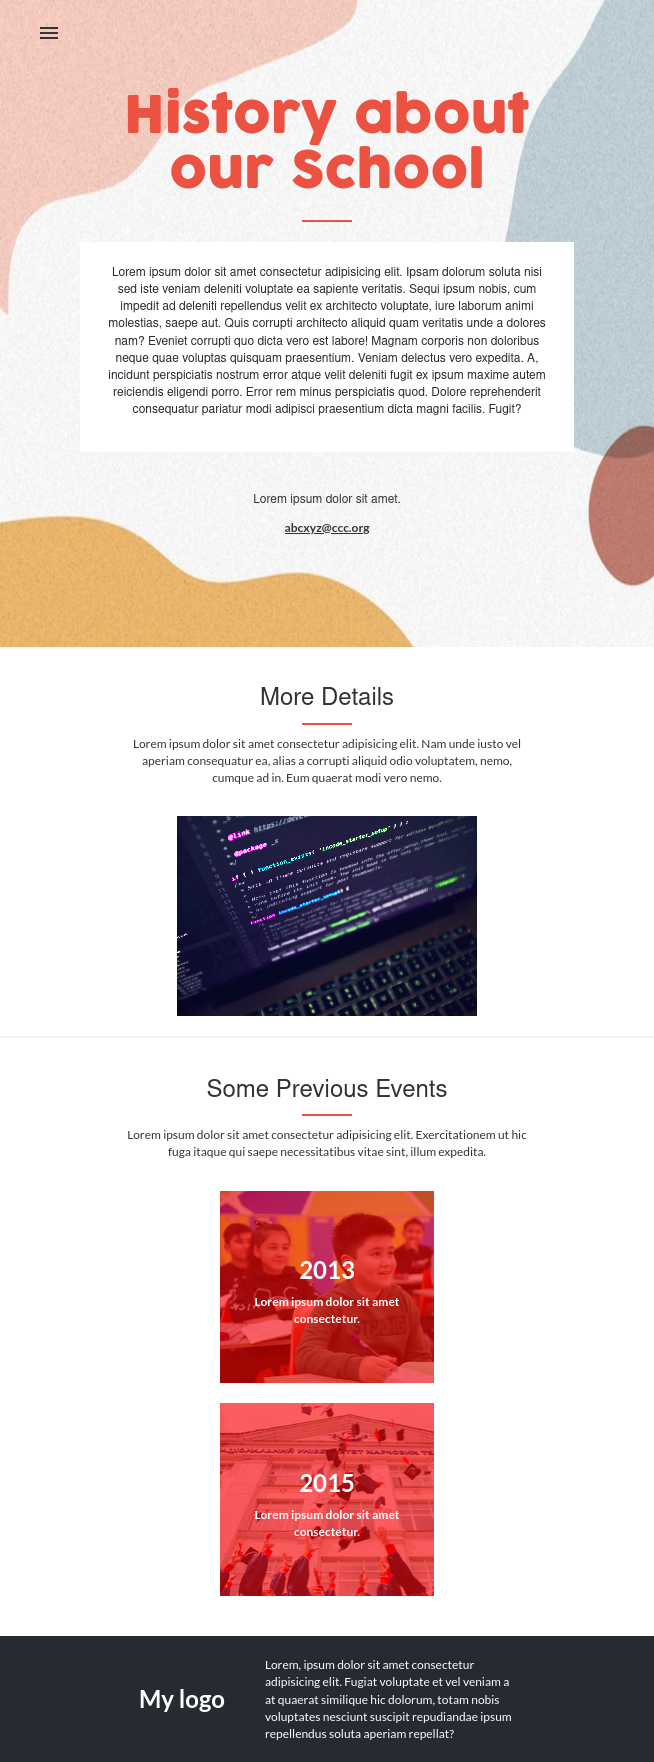 History about
our School
Lorem ipsum dolor sit amet consectetur adipisicing elit. Ipsam dolorum soluta nisi
sed iste veniam deleniti voluptate ea sapiente veritatis. Sequi ipsum nobis, cum
impedit ad deleniti repellendus velit ex architecto voluptate, iure laborum animi
molestias, saepe aut. Quis corrupti architecto aliquid quam veritatis unde a dolores
nam? Eveniet corrupti quo dicta vero est labore! Magnam corporis non doloribus
neque quae voluptas quisquam praesentium. Veniam delectus vero expedita. A,
incidunt perspiciatis nostrum error atque velit deleniti fugit ex ipsum maxime autem
reiciendis eligendi porro. Error rem minus perspiciatis quod. Dolore reprehenderit
consequatur pariatur modi adipisci praesentium dicta magni facilis. Fugit?
Lorem ipsum dolor sit amet.
abcxyz@ccc.org
More Details
Lorem ipsum dolor sit amet consectetur adipisicing elit. Nam unde iusto vel
aperiam consequatur ea, alias a corrupti aliquid odio voluptatem, nemo,
cumque ad in. Eum quaerat modi vero nemo.
@link https://
@package _s
if ( ! function_exists(
Some Previous Events
Lorem ipsum dolor sit amet consectetur adipisicing elit. Exercitationem ut hic
fuga itaque qui saepe necessitatibus vitae sint, illum expedita.
2013
Lorem ipsum dolor sit amet
consectetur.
STRONG
2015
Lorem ipsum dolor sit amet
consectetur.
My logo
Lorem, ipsum dolor sit amet consectetur
adipisicing elit. Fugiat voluptate et vel veniam a
at quaerat similique hic dolorum, totam nobis
voluptates nesciunt suscipit repudiandae ipsum
repellendus soluta aperiam repellat?